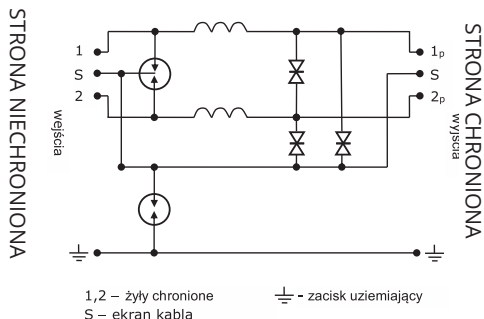 STRONA NIECHRONIONA
wejścia
1
S
2
1p
S
2p
wyjścia
STRONA CHRONIONA
1,2 – żyły chronione
S – ekran kabla
- zacisk uziemiający